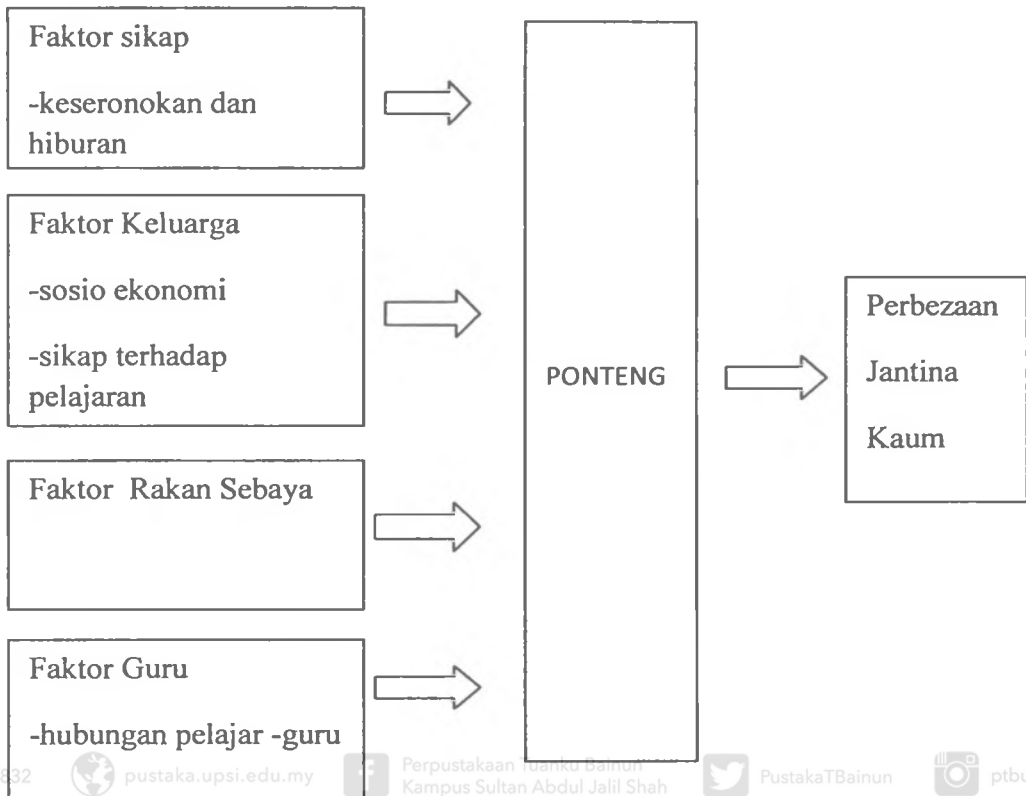 Faktor sikap
-keseronokan dan
hiburan
Faktor Keluarga
-sosio ekonomi
-sikap terhadap
pelajaran
Faktor Rakan Sebaya
Faktor Guru
-hubungan pelajar -guru
PONTENG
Perbezaan
Jantina
Kaum
832
pustaka.upsi.edu.my
Perpustakaan Tuanku Bainun
Kampus Sultan Abdul Jalil Shah
PustakaTBainun